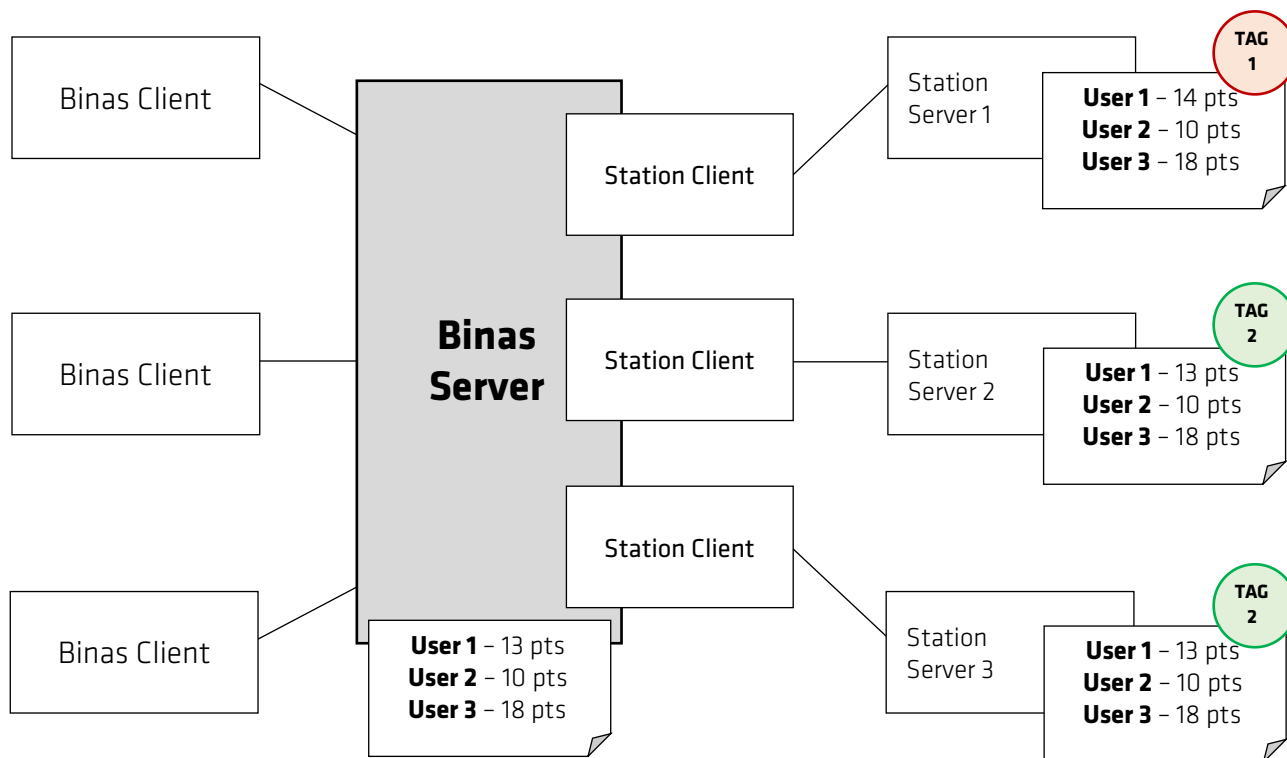 Binas Client
Binas Client
Binas Client
Binas
Server
User 1 – 13 pts
User 2 – 10 pts
User 3 – 18 pts
Station Client
Station Client
Station Client
Station
Server 1
TAG
1
User 1 – 14 pts
User 2 – 10 pts
User 3 – 18 pts
Station
Server 2
TAG
2
User 1 – 13 pts
User 2 – 10 pts
User 3 – 18 pts
Station
Server 3
TAG
2
User 1 – 13 pts
User 2 – 10 pts
User 3 – 18 pts